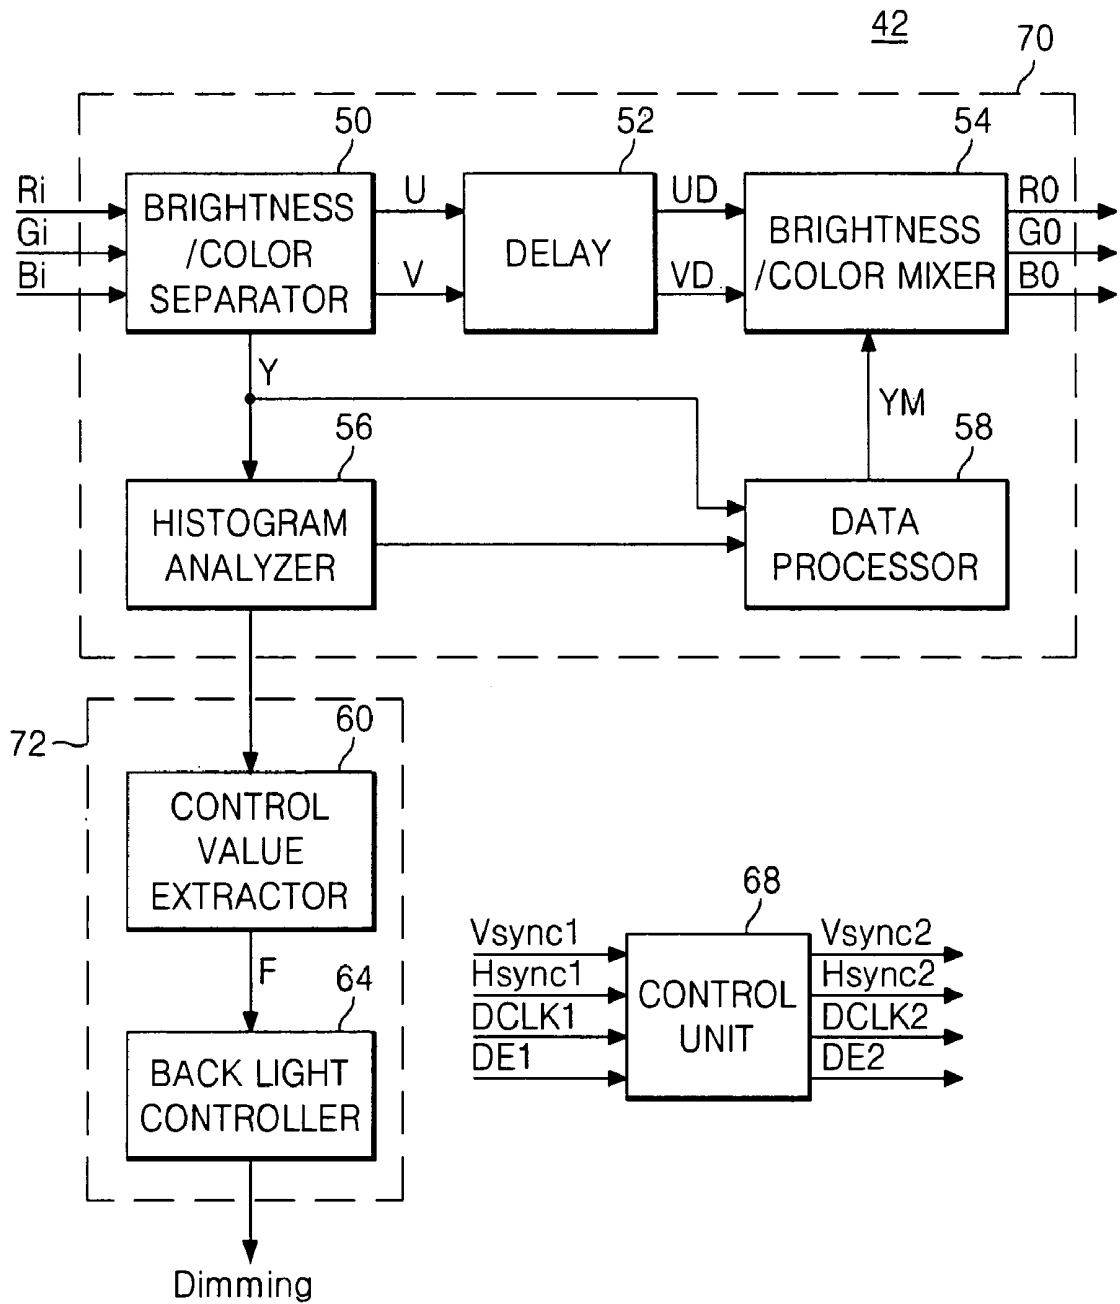 42
70
50
52
54
Ri
Gi
Bi
BRIGHTNESS
/COLOR
SEPARATOR
U
V
DELAY
UD
VD
BRIGHTNESS
/COLOR MIXER
R0
G0
B0
Y
YM
56
58
HISTOGRAM
ANALYZER
DATA
PROCESSOR
72
60
CONTROL
VALUE
EXTRACTOR
F
64
BACK LIGHT
CONTROLLER
Dimming
68
Vsync1
Hsync1
DCLK1
DE1
CONTROL
UNIT
Vsync2
Hsync2
DCLK2
DE2